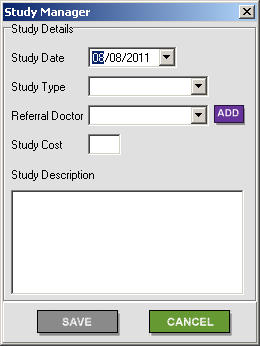 Study Manager
Study Details
Study Date 08/08/2011
Study Type
Referral Doctor ADD
Study Cost
Study Description
SAVE CANCEL